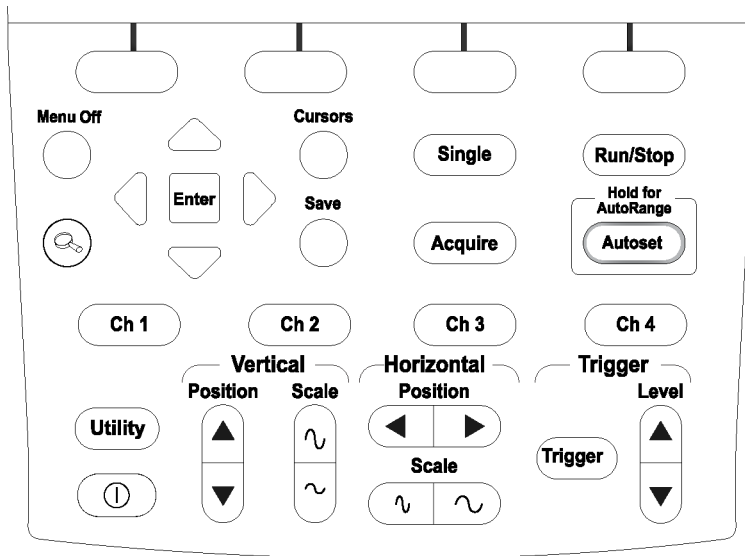 Menu Off
Cursors
Single
Run/Stop
Enter
Save
Hold for
AutoRange
Acquire
Autoset
Ch 1
Ch 2
Ch 3
Ch 4
Vertical
Horizontal
Trigger
Position
Scale
Position
Level
Utility
Trigger
Scale